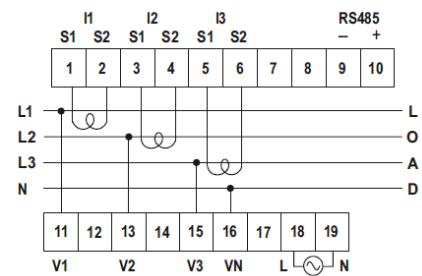 I1 I2 I3 RS485
S1 S2 S1 S2 S1 S2 – +
1 2 3 4 5 6 7 8 9 10
L1 L
L2 O
L3 A
N D
11 12 13 14 15 16 17 18 19
V1 V2 V3 VN L N